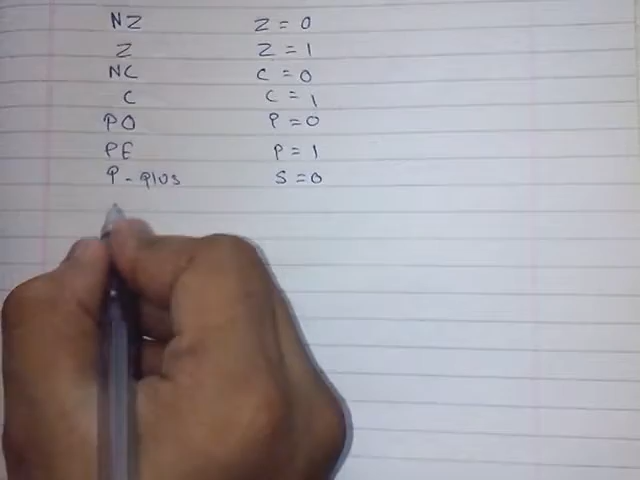 NZ Z = 0
Z Z = 1
NC C = 0
C C = 1
PO P = 0
PE P = 1
P - Plus S = 0